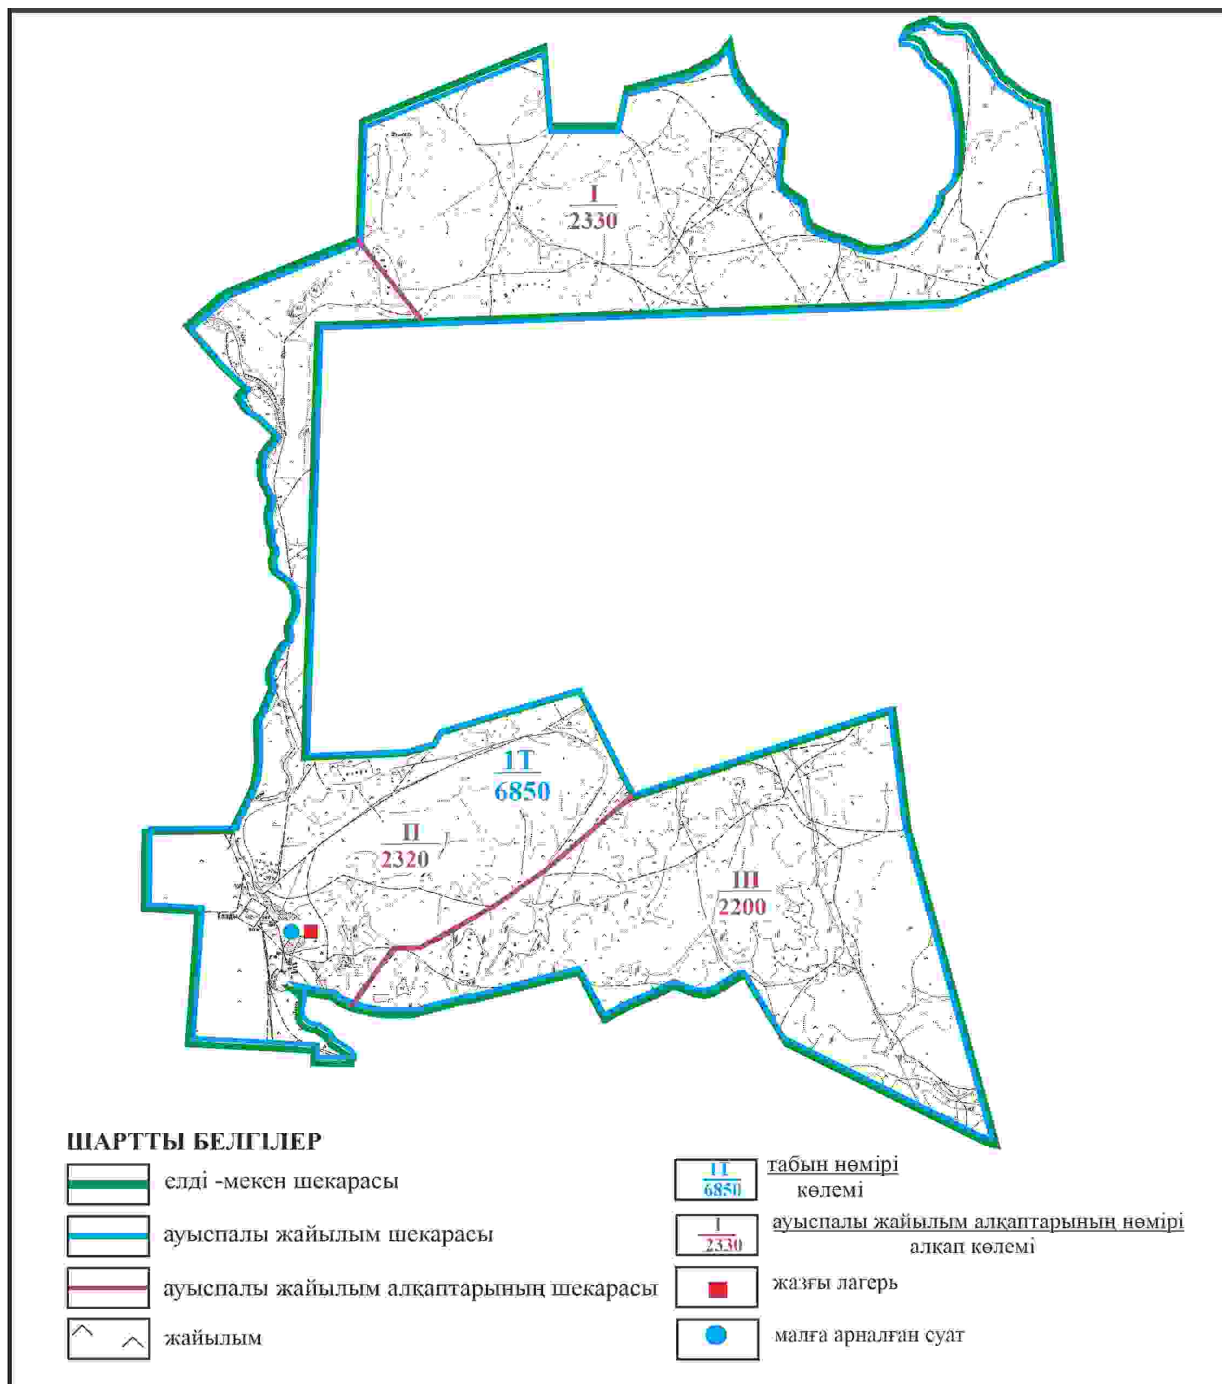 I
2330
1Т
6850
II
2320
III
2200
ШАРТТЫ БЕЛГІЛЕР
елді -мекен шекарасы
ауыспалы жайылым шекарасы
ауыспалы жайылым алқаптарының шекарасы
жайылым
1Т
6850
табын нөмірі
көлемі
I
2330
ауыспалы жайылым алқаптарының нөмірі
алқап көлемі
жазғы лагерь
малға арналған суат